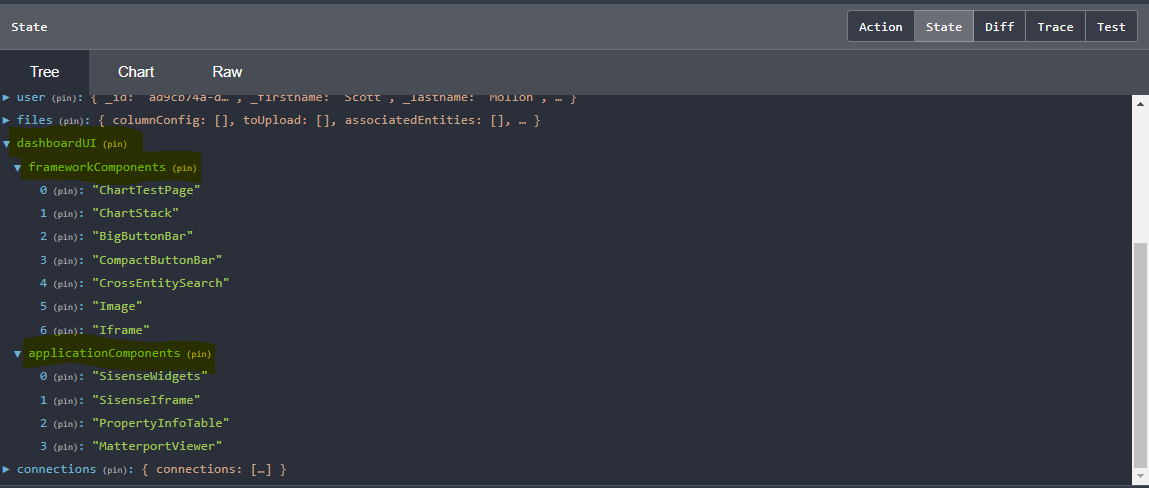 State
Action State Diff Trace Test
Tree Chart Raw
user (pin): { _id: "ad9cb74a-d…", _firstname: "Scott", _lastname: "Mollon", … }
files (pin): { columnConfig: [], toUpload: [], associatedEntities: [], … }
dashboardUI (pin)
frameworkComponents (pin)
0 (pin): "ChartTestPage"
1 (pin): "ChartStack"
2 (pin): "BigButtonBar"
3 (pin): "CompactButtonBar"
4 (pin): "CrossEntitySearch"
5 (pin): "Image"
6 (pin): "Iframe"
applicationComponents (pin)
0 (pin): "SisenseWidgets"
1 (pin): "SisenseIframe"
2 (pin): "PropertyInfoTable"
3 (pin): "MatterportViewer"
connections (pin): { connections: […] }